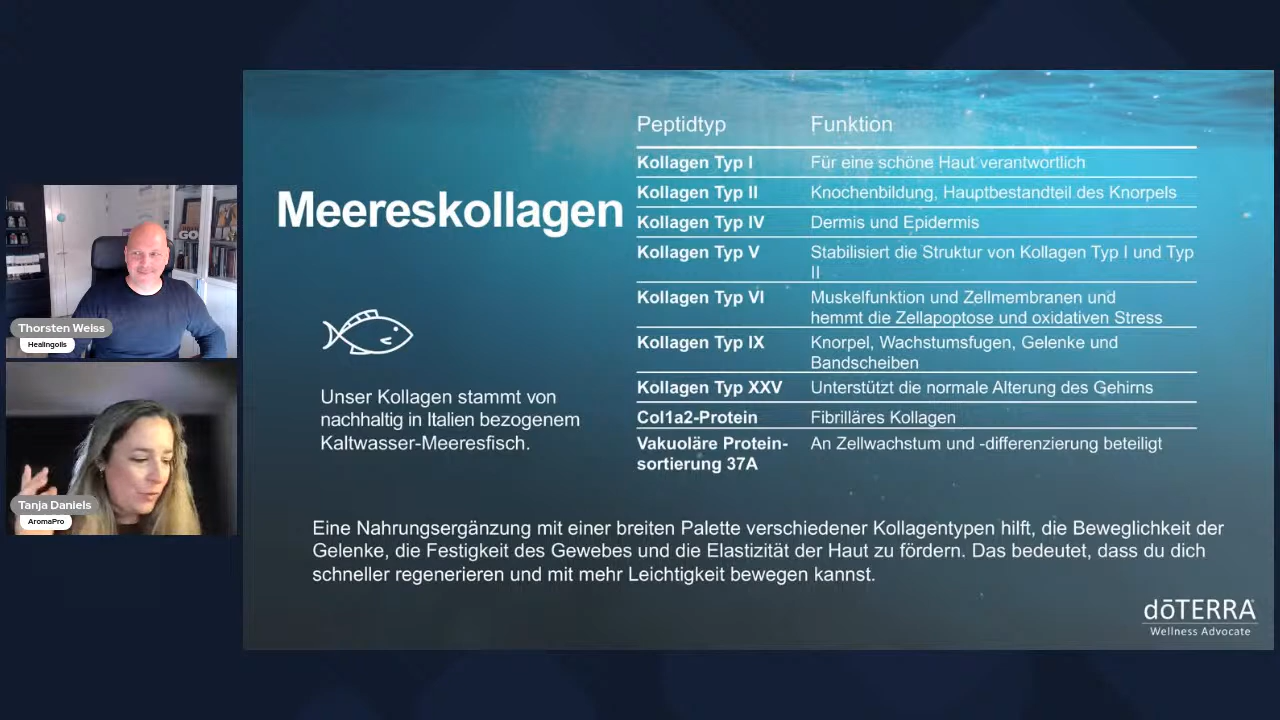 Meereskollagen
Unser Kollagen stammt von
nachhaltig in Italien bezogenem
Kaltwasser-Meeresfisch.
Peptidtyp Funktion
Kollagen Typ I Für eine schöne Haut verantwortlich
Kollagen Typ II Knochenbildung, Hauptbestandteil des Knorpels
Kollagen Typ IV Dermis und Epidermis
Kollagen Typ V Stabilisiert die Struktur von Kollagen Typ I und Typ
II
Kollagen Typ VI Muskelfunktion und Zellmembranen und
hemmt die Zellapoptose und oxidativen Stress
Kollagen Typ IX Knorpel, Wachstumsfugen, Gelenke und
Bandscheiben
Kollagen Typ XXV Unterstützt die normale Alterung des Gehirns
Col1a2-Protein Fibrilläres Kollagen
Vakuoläre Protein- An Zellwachstum und -differenzierung beteiligt
sortierung 37A
Eine Nahrungsergänzung mit einer breiten Palette verschiedener Kollagentypen hilft, die Beweglichkeit der
Gelenke, die Festigkeit des Gewebes und die Elastizität der Haut zu fördern. Das bedeutet, dass du dich
schneller regenerieren und mit mehr Leichtigkeit bewegen kannst.
dōTERRA
Wellness Advocate
GO
Thorsten Weiss
Healingoils
Tanja Daniels
AromaPro